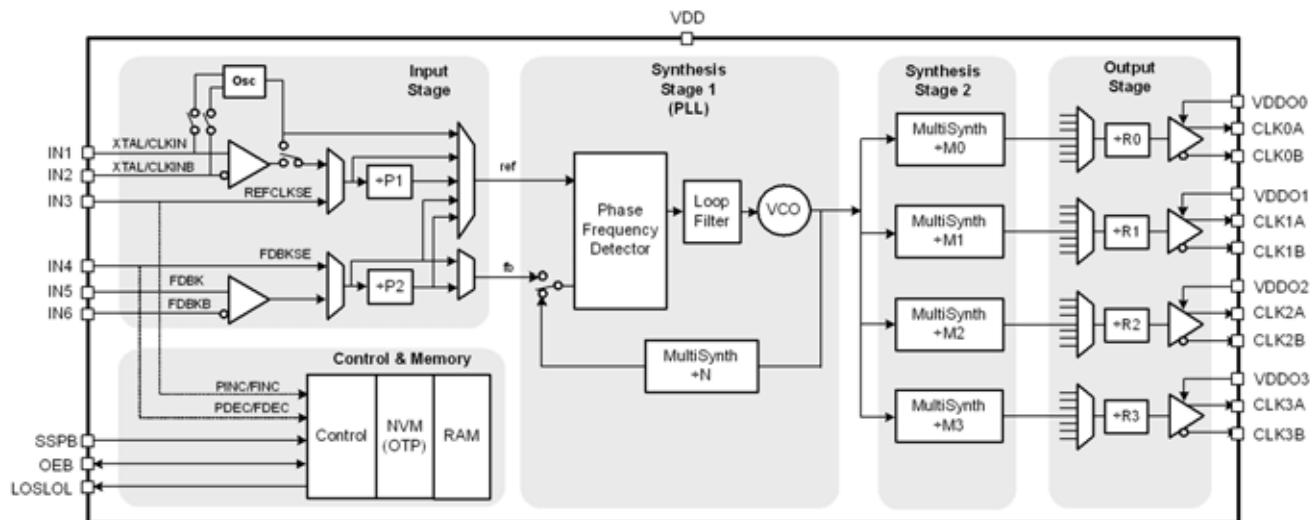 VDD
Input
Stage
Osc
XTAL/CLKIN
XTAL/CLKINB
REFCLKSE
IN1
IN2
IN3
÷P1
FDBKSE
FDBK
FDBKB
IN4
IN5
IN6
÷P2
Synthesis
Stage 1
(PLL)
ref
fb
Phase
Frequency
Detector
Loop
Filter
VCO
MultiSynth
÷N
Synthesis
Stage 2
MultiSynth
÷M0
MultiSynth
÷M1
MultiSynth
÷M2
MultiSynth
÷M3
Output
Stage
÷R0
÷R1
÷R2
÷R3
VDDO0
CLK0A
CLK0B
VDDO1
CLK1A
CLK1B
VDDO2
CLK2A
CLK2B
VDDO3
CLK3A
CLK3B
Control & Memory
PINC/FINC
PDEC/FDEC
Control
NVM
(OTP)
RAM
SSPB
OEB
LOSLOL